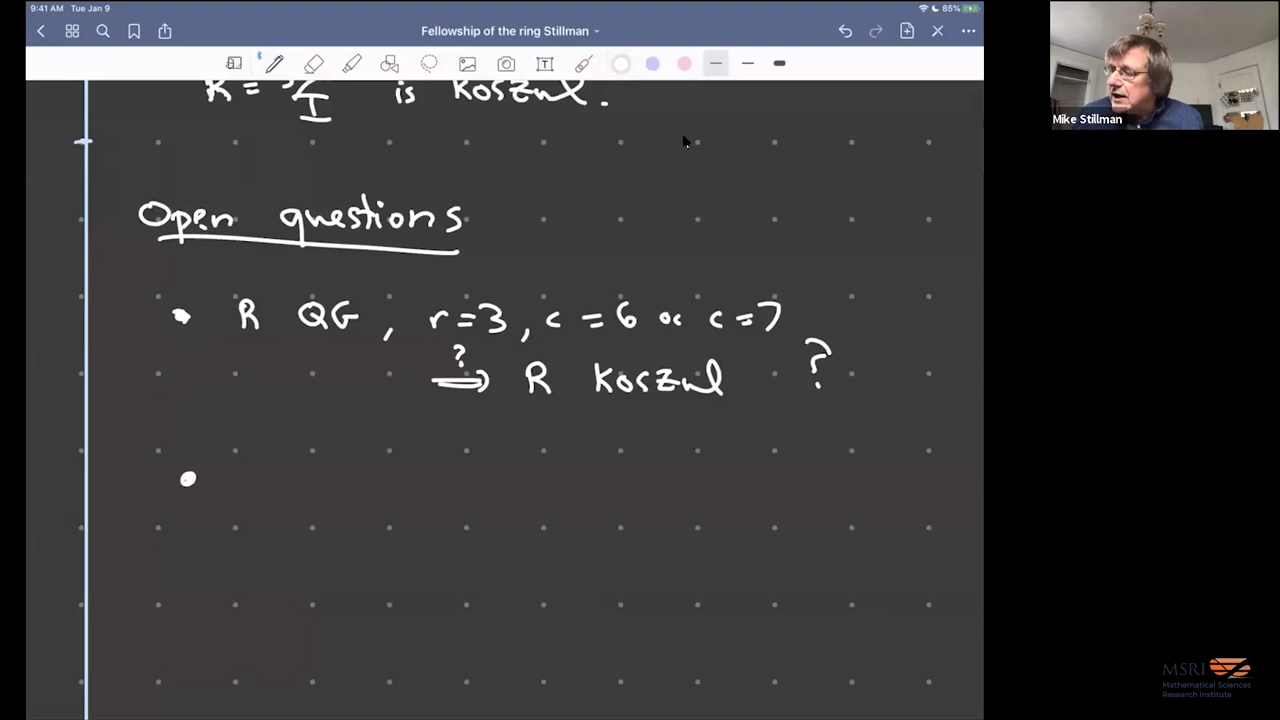 9:41 AM Tue Jan 9
85%
Fellowship of the ring Stillman
R = S/I is Koszul.
Open questions
• R QG, r=3, c=6 or c=7
?
⟹ R Koszul ?
•
Mike Stillman
MSRI
Mathematical Sciences
Research Institute